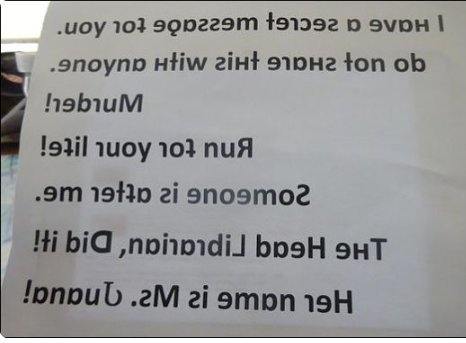 I have a secret message for you.
do not share this with anyone.
Murder!
Run for your life!
Someone is after me.
The Head Librarian, Did it!
Her name is Ms. Juana!